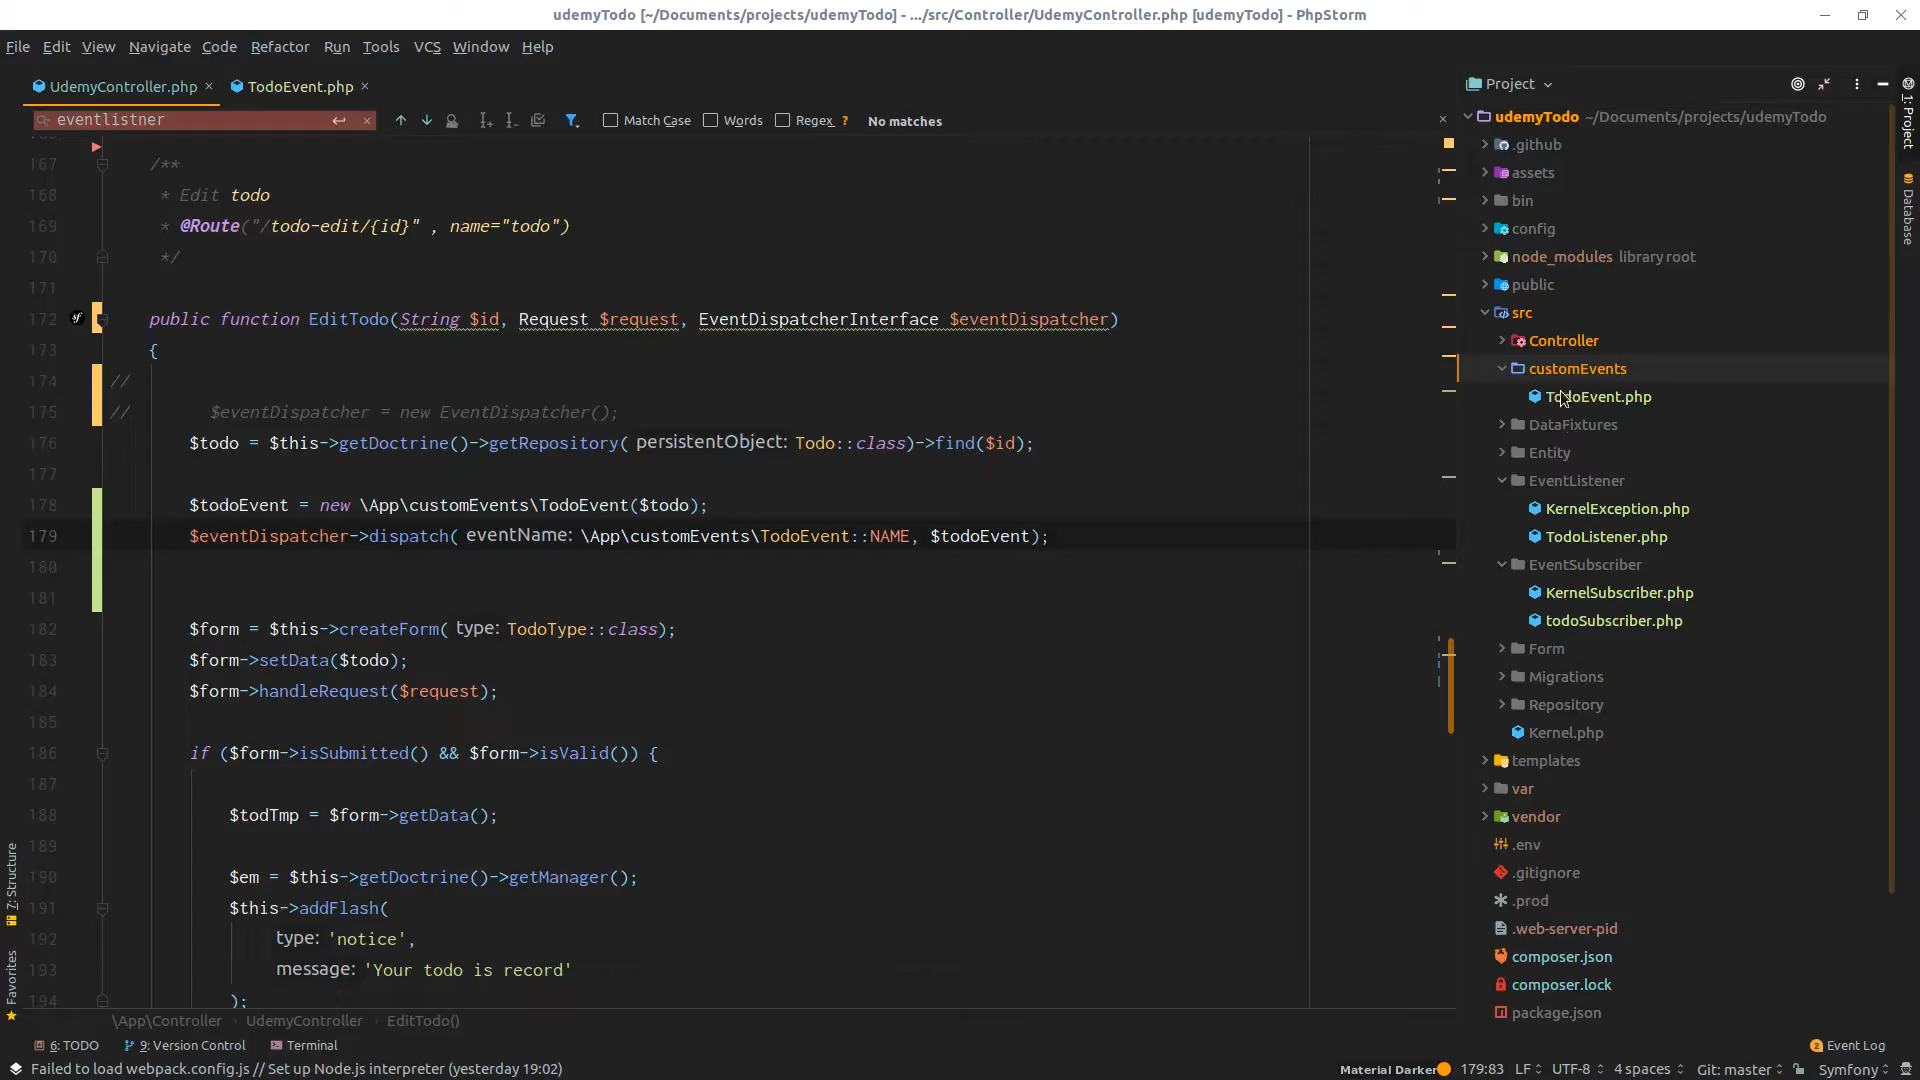 udemyTodo [~/Documents/projects/udemyTodo] - .../src/Controller/UdemyController.php [udemyTodo] - PhpStorm
File Edit View Navigate Code Refactor Run Tools VCS Window Help
UdemyController.php × TodoEvent.php ×
eventlistner Match Case Words Regex ? No matches
167 /**
168 * Edit todo
169 * @Route("/todo-edit/{id}" , name="todo")
170 */
171
172 public function EditTodo(String $id, Request $request, EventDispatcherInterface $eventDispatcher)
173 {
174 //
175 // $eventDispatcher = new EventDispatcher();
176 $todo = $this->getDoctrine()->getRepository( persistentObject: Todo::class)->find($id);
177
178 $todoEvent = new \App\customEvents\TodoEvent($todo);
179 $eventDispatcher->dispatch( eventName: \App\customEvents\TodoEvent::NAME, $todoEvent);
180
181
182 $form = $this->createForm( type: TodoType::class);
183 $form->setData($todo);
184 $form->handleRequest($request);
185
186 if ($form->isSubmitted() && $form->isValid()) {
187
188 $todTmp = $form->getData();
189
190 $em = $this->getDoctrine()->getManager();
191 $this->addFlash(
192 type: 'notice',
193 message: 'Your todo is record'
194 );
\App\Controller › UdemyController › EditTodo()
Project
udemyTodo ~/Documents/projects/udemyTodo
.github
assets
bin
config
node_modules library root
public
src
Controller
customEvents
TodoEvent.php
DataFixtures
Entity
EventListener
KernelException.php
TodoListener.php
EventSubscriber
KernelSubscriber.php
todoSubscriber.php
Form
Migrations
Repository
Kernel.php
templates
var
vendor
.env
.gitignore
.prod
.web-server-pid
composer.json
composer.lock
package.json
1: Project
Database
7: Structure
Favorites
6: TODO 9: Version Control Terminal 2 Event Log
Failed to load webpack.config.js // Set up Node.js interpreter (yesterday 19:02) Material Darker 179:83 LF UTF-8 4 spaces Git: master Symfony